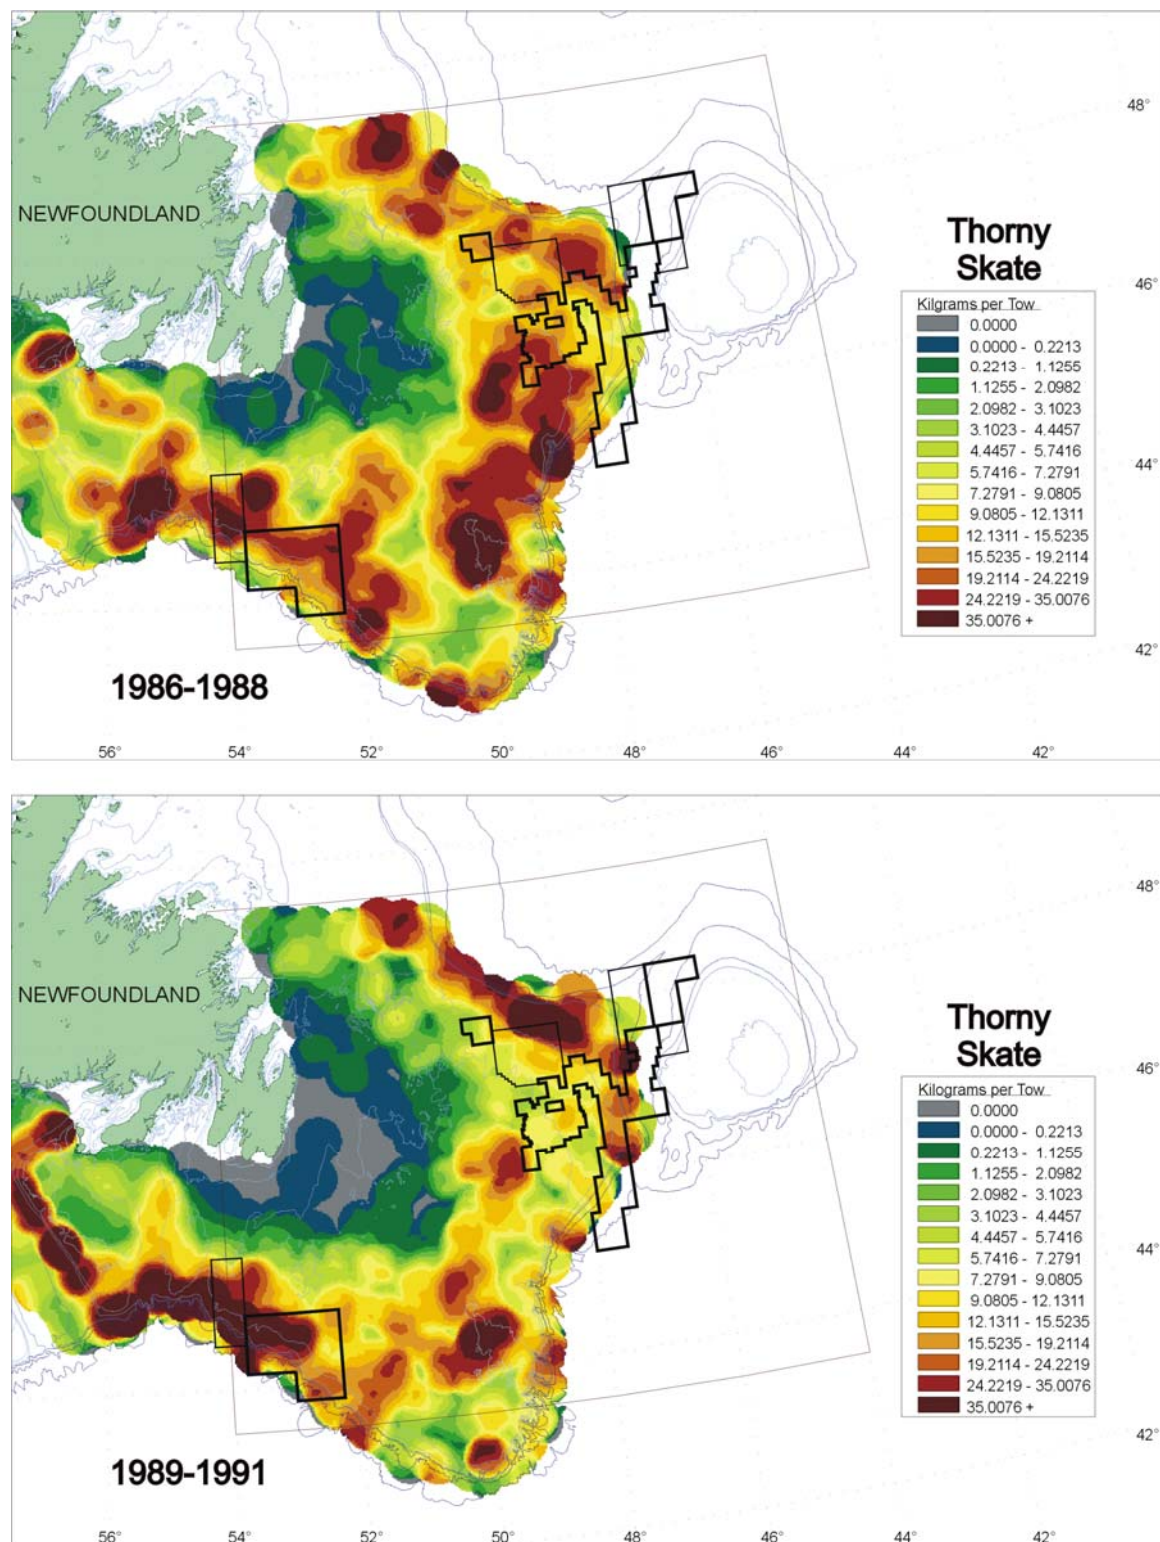 NEWFOUNDLAND
Thorny
Skate
Kilgrams per Tow
0.0000
0.0000 - 0.2213
0.2213 - 1.1255
1.1255 - 2.0982
2.0982 - 3.1023
3.1023 - 4.4457
4.4457 - 5.7416
5.7416 - 7.2791
7.2791 - 9.0805
9.0805 - 12.1311
12.1311 - 15.5235
15.5235 - 19.2114
19.2114 - 24.2219
24.2219 - 35.0076
35.0076 +
48°
46°
44°
42°
1986-1988
56°
54°
52°
50°
48°
46°
44°
42°
NEWFOUNDLAND
Thorny
Skate
Kilograms per Tow
0.0000
0.0000 - 0.2213
0.2213 - 1.1255
1.1255 - 2.0982
2.0982 - 3.1023
3.1023 - 4.4457
4.4457 - 5.7416
5.7416 - 7.2791
7.2791 - 9.0805
9.0805 - 12.1311
12.1311 - 15.5235
15.5235 - 19.2114
19.2114 - 24.2219
24.2219 - 35.0076
35.0076 +
48°
46°
44°
42°
1989-1991
56°
54°
52°
50°
48°
46°
44°
42°